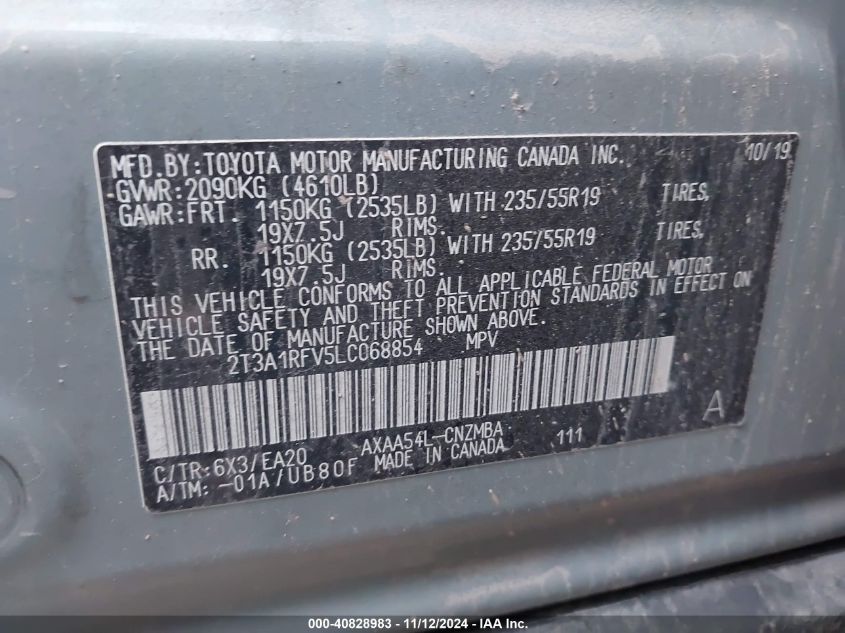 MFD.BY:TOYOTA MOTOR MANUFACTURING CANADA INC. 10/19
GVWR:2090KG (4610LB)
GAWR:FRT. 1150KG (2535LB) WITH 235/55R19 TIRES,
19X7.5J RIMS.
RR. 1150KG (2535LB) WITH 235/55R19 TIRES,
19X7.5J RIMS.
THIS VEHICLE CONFORMS TO ALL APPLICABLE FEDERAL MOTOR
VEHICLE SAFETY AND THEFT PREVENTION STANDARDS IN EFFECT ON
THE DATE OF MANUFACTURE SHOWN ABOVE.
2T3A1RFV5LC068854 MPV
A
C/TR:6X3/EA20 AXAA54L-CNZMBA 111
A/TM: -01A/UB80F MADE IN CANADA
000-40828983 - 11/12/2024 - IAA Inc.